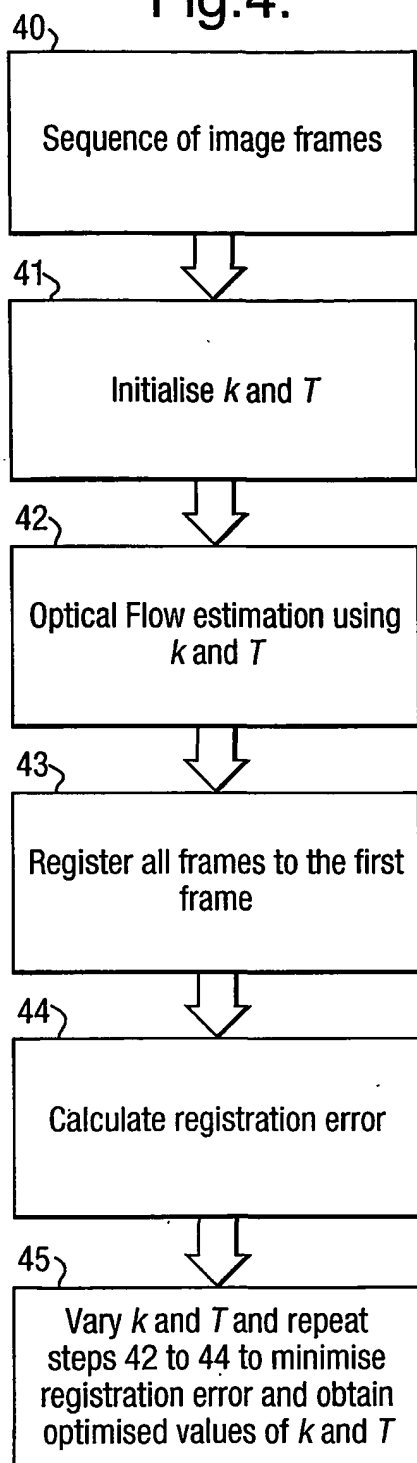 Fig.4.
40
Sequence of image frames
41
Initialise k and T
42
Optical Flow estimation using
k and T
43
Register all frames to the first
frame
44
Calculate registration error
45
Vary k and T and repeat
steps 42 to 44 to minimise
registration error and obtain
optimised values of k and T